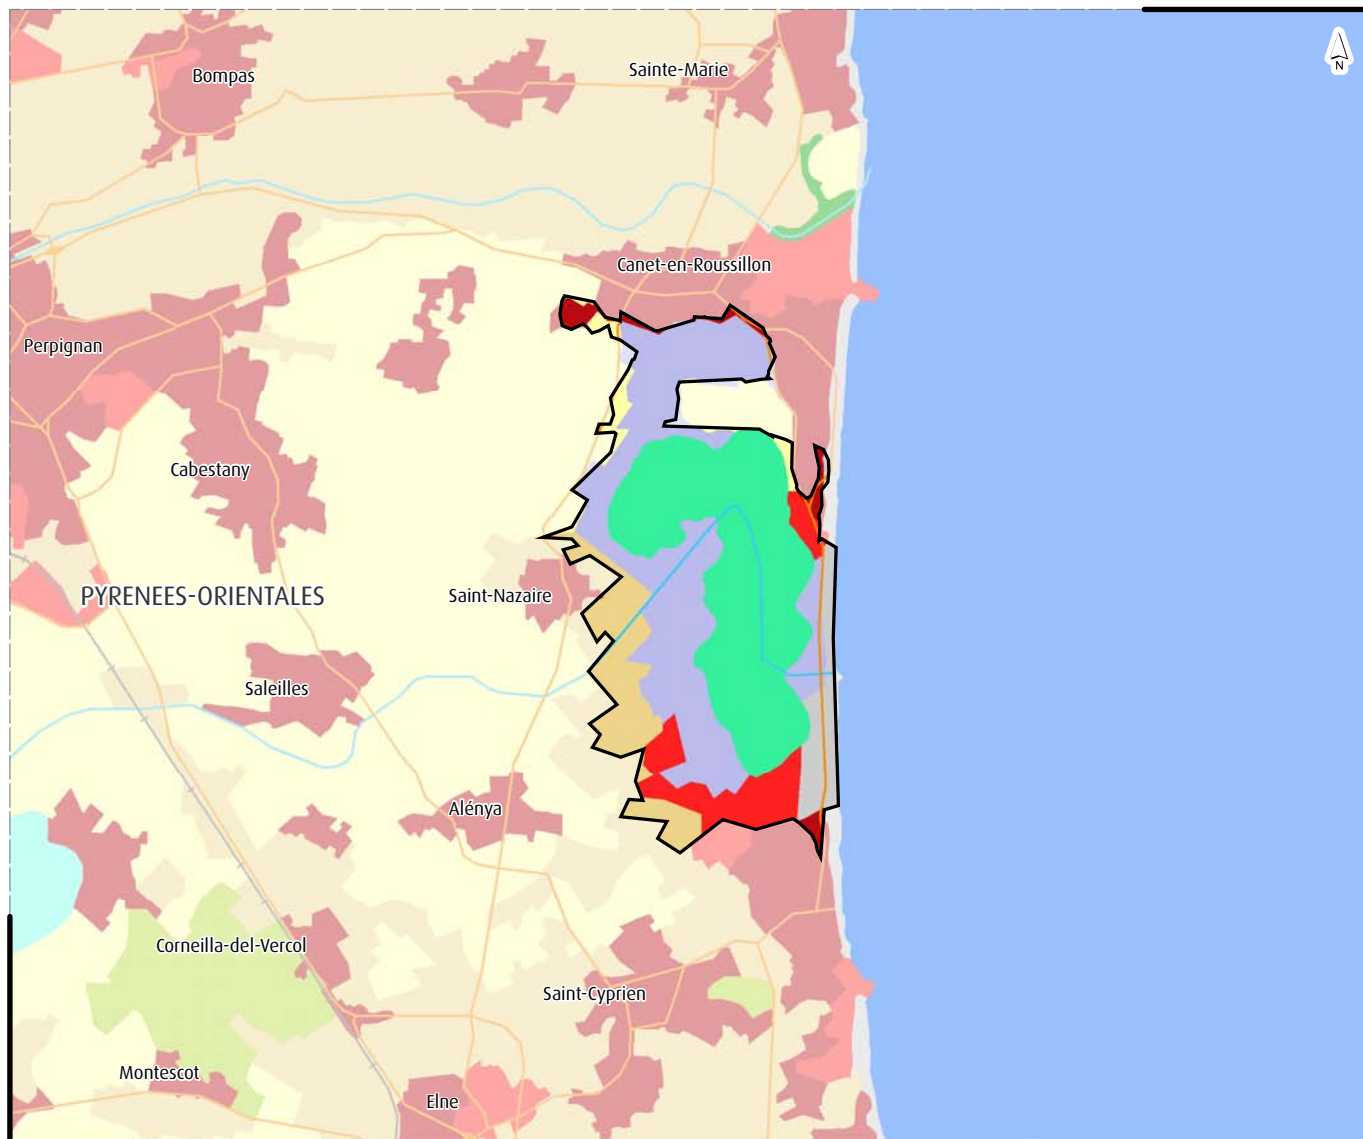 Bompas
Sainte-Marie
N
Canet-en-Roussillon
Perpignan
Cabestany
PYRENEES-ORIENTALES
Saint-Nazaire
Saleilles
Alénya
Corneilla-del-Vercol
Saint-Cyprien
Montescot
Elne